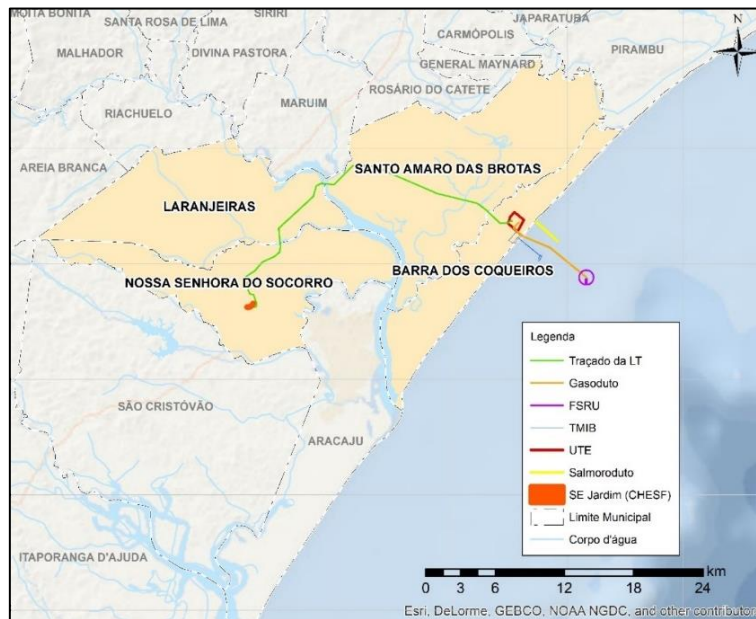 MOITA BONITA
SANTA ROSA DE LIMA
SIRIRI
JAPARATUBA
N
CARMÓPOLIS
PIRAMBU
MALHADOR
DIVINA PASTORA
GENERAL MAYNARD
ROSÁRIO DO CATETE
MARUIM
RIACHUELO
AREIA BRANCA
SANTO AMARO DAS BROTAS
LARANJEIRAS
NOSSA SENHORA DO SOCORRO
BARRA DOS COQUEIROS
SÃO CRISTÓVÃO
ARACAJU
ITAPORANGA D'AJUDA
Legenda
Traçado da LT
Gasoduto
FSRU
TMIB
UTE
Salmoroduto
SE Jardim (CHESF)
Limite Municipal
Corpo d'água
km
0 3 6 12 18 24
Esri, DeLorme, GEBCO, NOAA NGDC, and other contributors